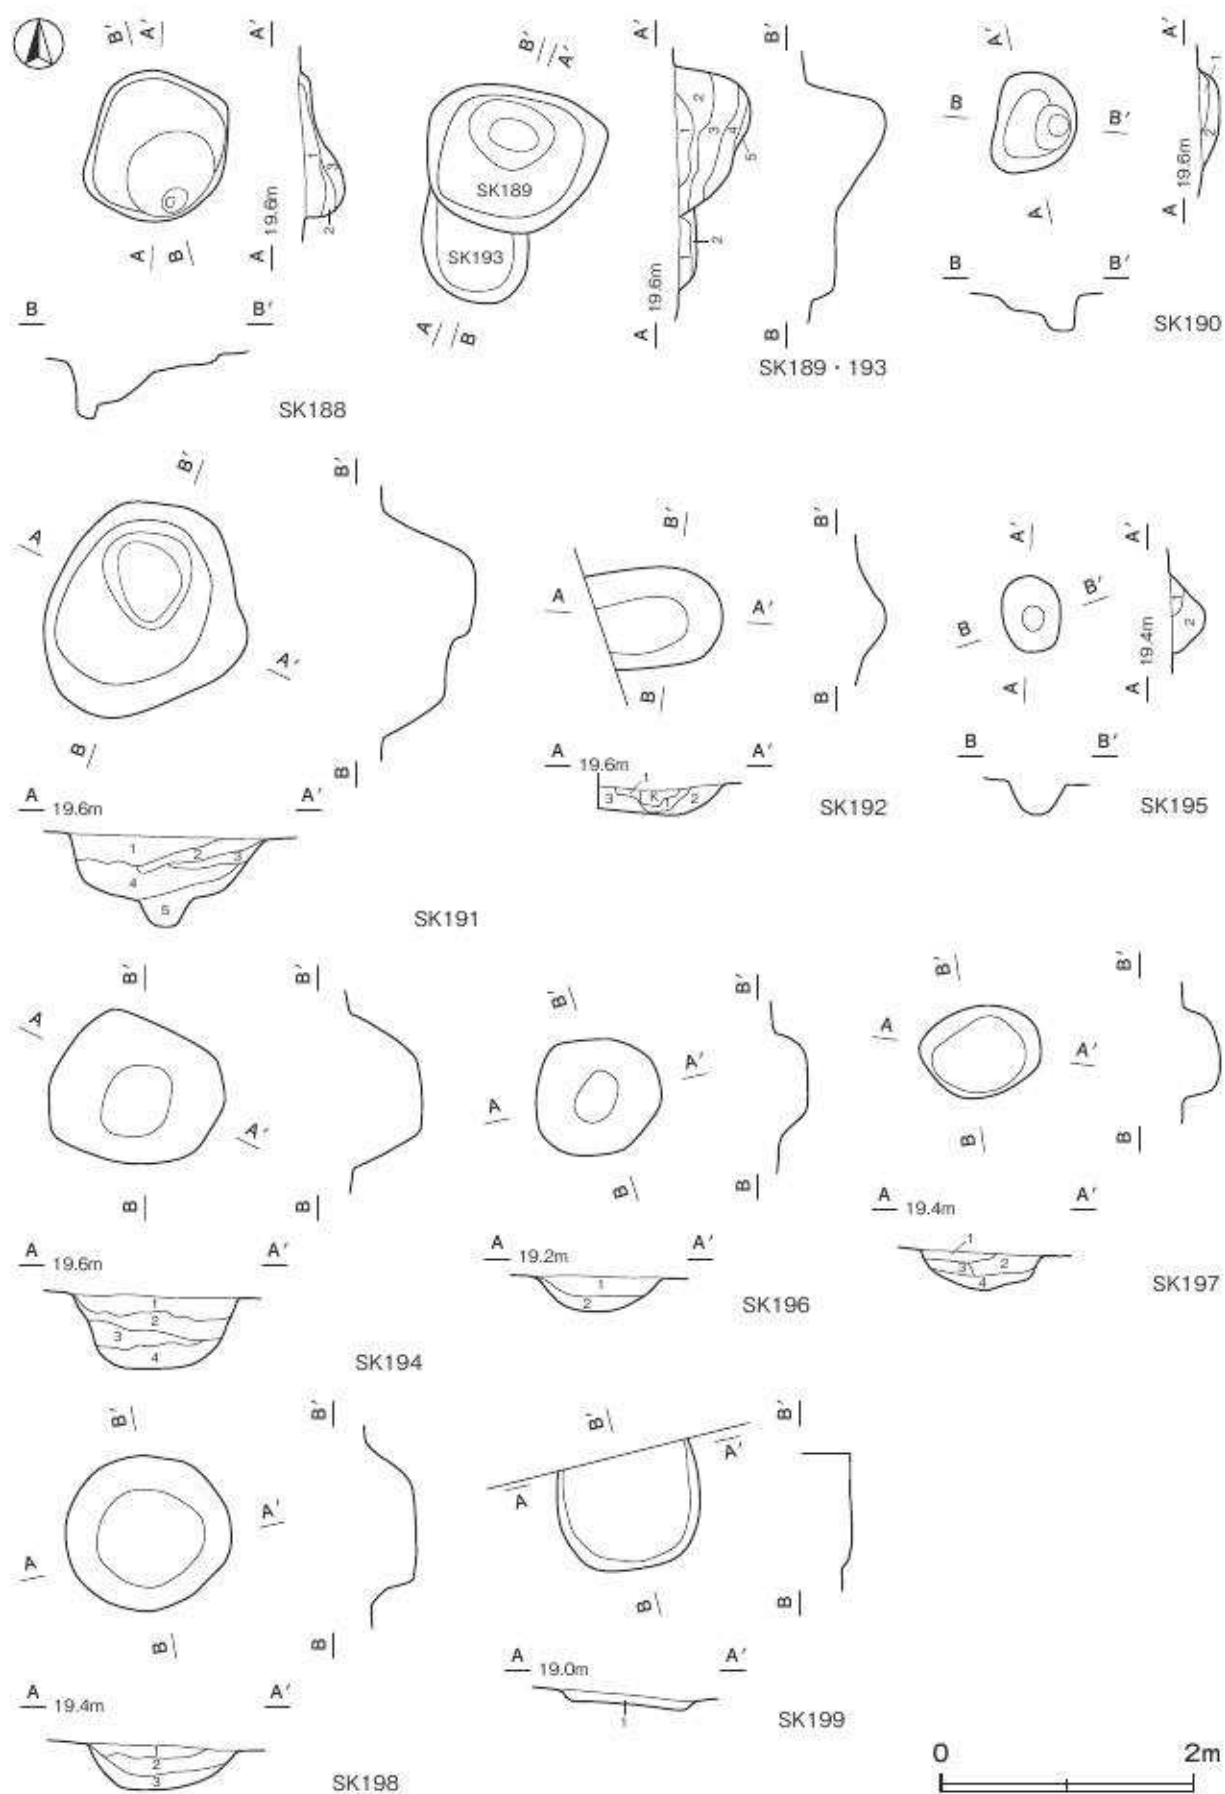 B' A'
A'
1
3
2
19.6m
A
A B
B B'
SK188
B' A'
SK189
SK193
A B
A'
1 2 3 4 5
1 2
19.6m
A
B'
B
SK189・193
A'
B B'
A
A'
1
2
19.6m
A
B B'
SK190
B'
A
A'
B
B'
B
A 19.6m A'
1
2 3
4
5
SK191
B'
A A'
B
B'
B
A 19.6m A'
1
3 K 1 2
SK192
A'
B'
B
A
A'
1
2
19.4m
A
B B'
SK195
B'
A
A'
B
B'
B
A 19.6m A'
1
2
3
4
SK194
B'
A'
A
B
B'
B
A 19.2m A'
1
2
SK196
B'
A
A'
B
B'
B
A 19.4m A'
1
3 2
4
SK197
B'
A'
A
B
B'
B
A 19.4m A'
1
2
3
SK198
B'
A'
A
B
B'
B
A 19.0m A'
1
SK199
0 2m